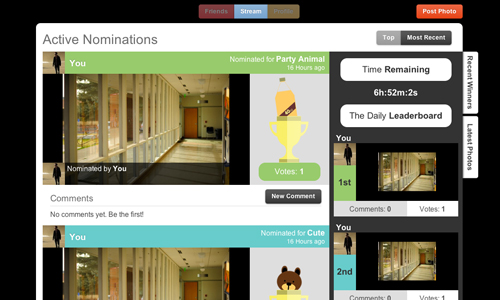 Friends Stream
Post Photo
Active Nominations
Top Most Recent
You
Nominated for Party Animal
16 Hours ago
Nominated by You
Votes: 1
Comments
New Comment
No comments yet. Be the first!
You
Nominated for Cute
16 Hours ago
Time Remaining
6h:52m:2s
The Daily Leaderboard
You
1st
Comments: 0 Votes: 1
You
2nd
Comments: 0 Votes: 1
Recent Winners
Latest Photos